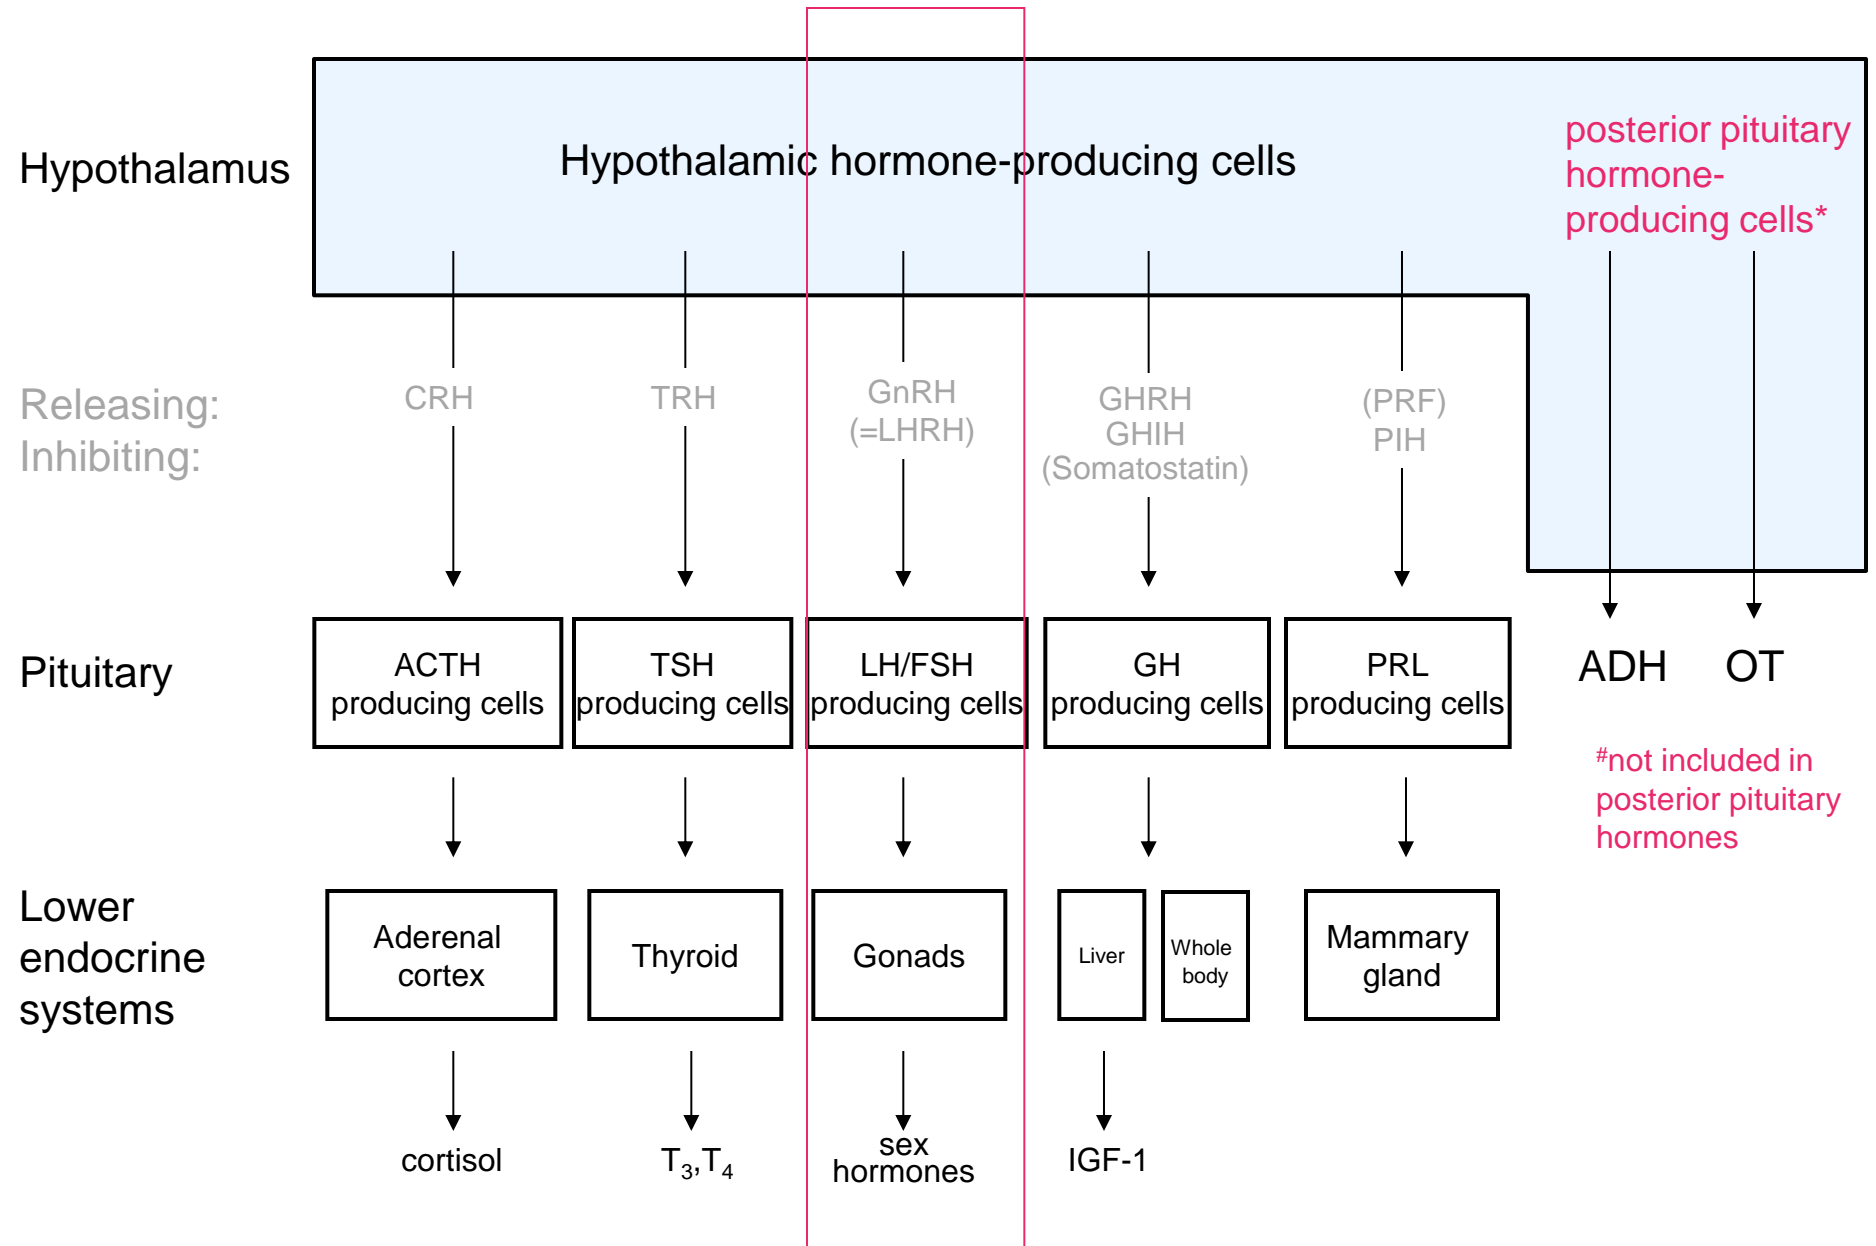 Hypothalamus
Hypothalamic hormone-producing cells
posterior pituitary
hormone-
producing cells*
Releasing:
Inhibiting:
CRH
TRH
GnRH
(=LHRH)
GHRH
GHIH
(Somatostatin)
(PRF)
PIH
Pituitary
ACTH
producing cells
TSH
producing cells
LH/FSH
producing cells
GH
producing cells
PRL
producing cells
ADH
OT
#not included in
posterior pituitary
hormones
Lower
endocrine
systems
Aderenal
cortex
Thyroid
Gonads
Liver
Whole
body
Mammary
gland
cortisol
T3,T4
sex
hormones
IGF-1